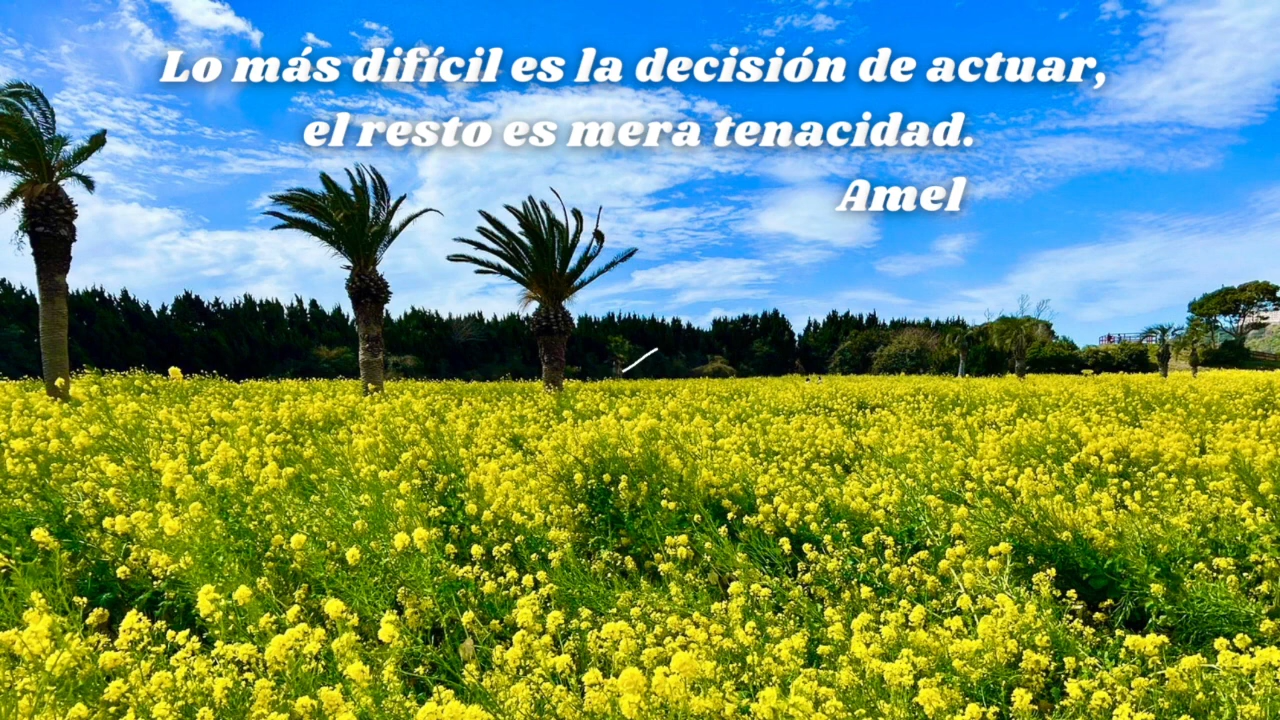 Lo más difícil es la decisión de actuar,
el resto es mera tenacidad.
Amel